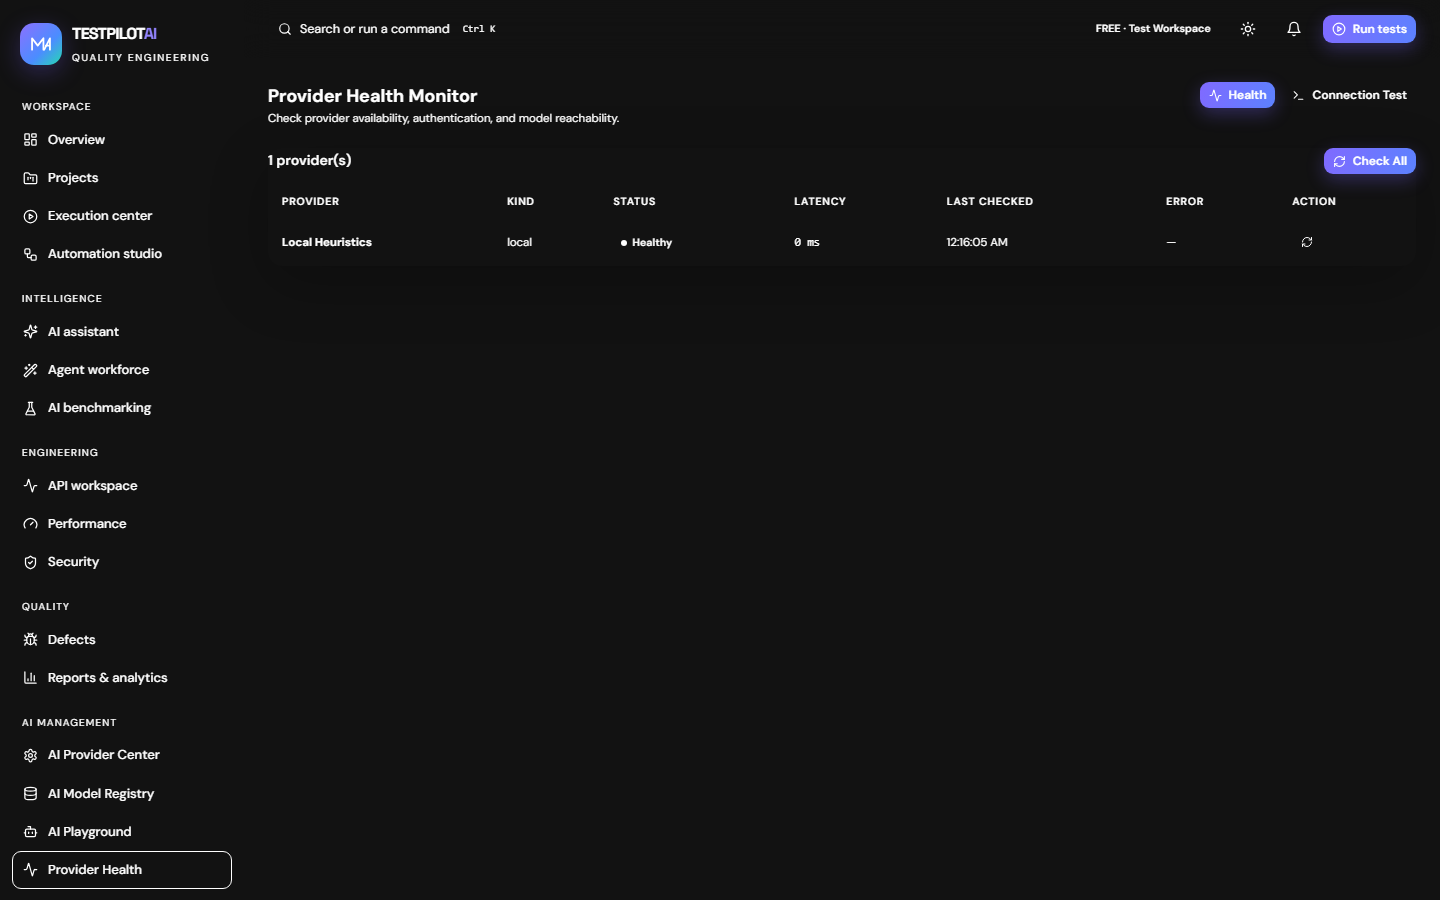 TESTPILOTAI
QUALITY ENGINEERING
WORKSPACE
Overview
Projects
Execution center
Automation studio
INTELLIGENCE
AI assistant
Agent workforce
AI benchmarking
ENGINEERING
API workspace
Performance
Security
QUALITY
Defects
Reports & analytics
AI MANAGEMENT
AI Provider Center
AI Model Registry
AI Playground
Provider Health
Search or run a command Ctrl K
FREE · Test Workspace
Run tests
Provider Health Monitor
Check provider availability, authentication, and model reachability.
Health
Connection Test
1 provider(s)
Check All
PROVIDER KIND STATUS LATENCY LAST CHECKED ERROR ACTION
Local Heuristics local Healthy 0 ms 12:16:05 AM —